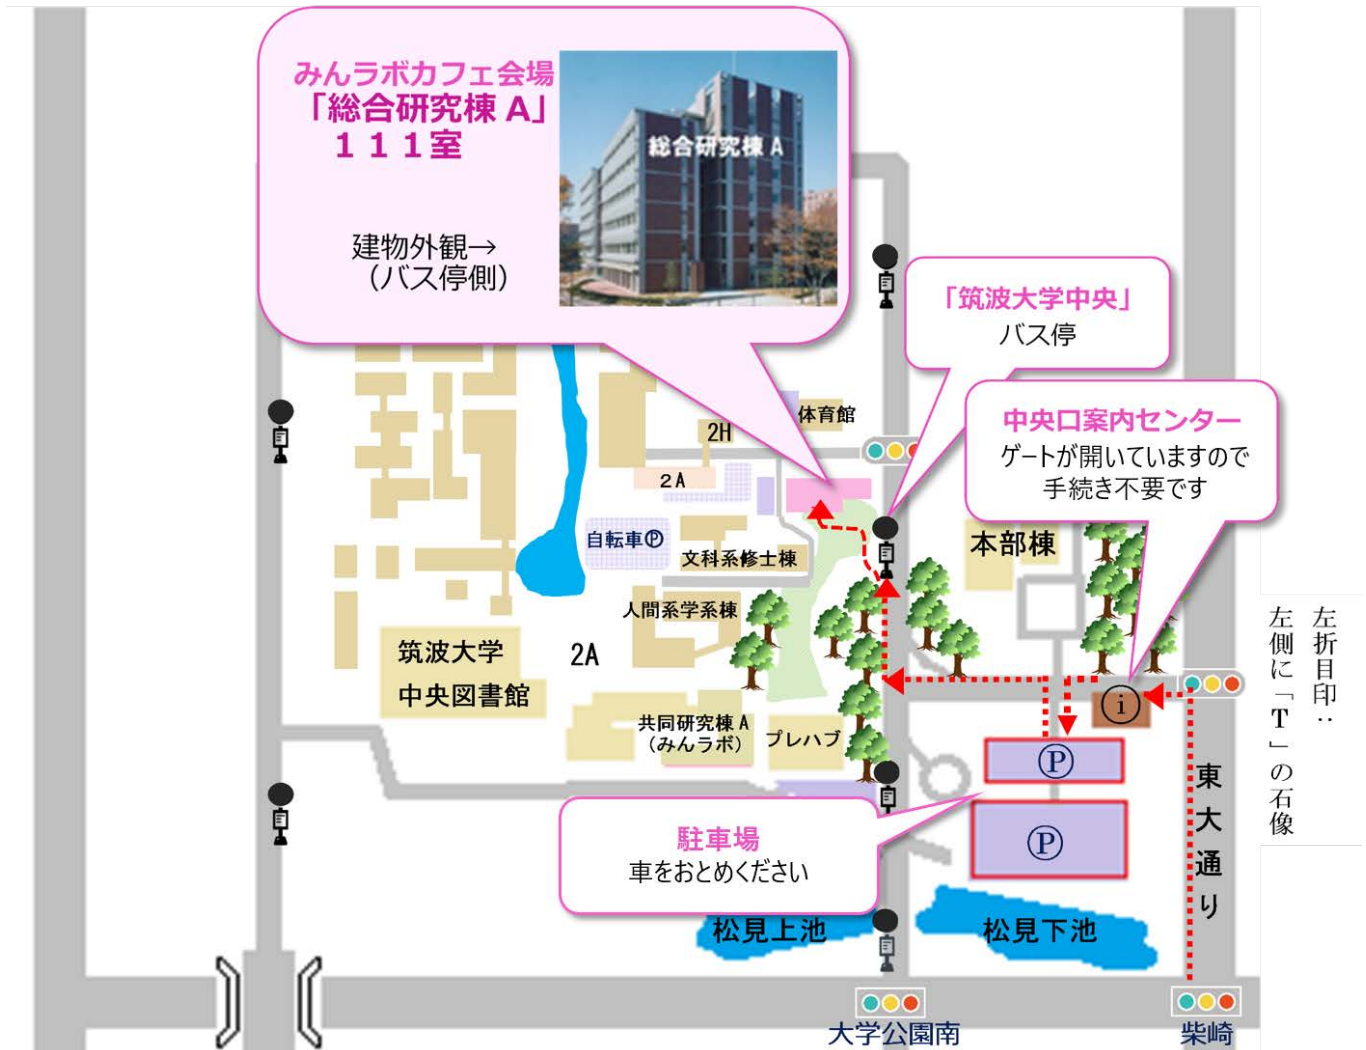 みんラボカフェ会場
「総合研究棟 A」
１１１室
建物外観→
（バス停側）
総合研究棟 A
「筑波大学中央」
バス停
中央口案内センター
ゲートが開いていますので
手続き不要です
体育館
2H
2A
自転車Ⓟ
文科系修士棟
本部棟
人間系学系棟
2A
筑波大学
中央図書館
共同研究棟 A
（みんラボ）
プレハブ
i
Ⓟ
Ⓟ
駐車場
車をおとめください
東大通り
左折目印：
左側に「T」の石像
松見上池
松見下池
大学公園南
柴崎